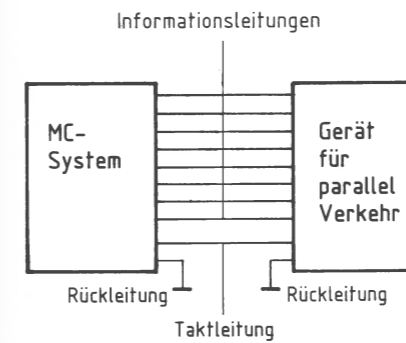 Informationsleitungen
MC-
System
Gerät
für
parallel
Verkehr
Rückleitung
Rückleitung
Taktleitung